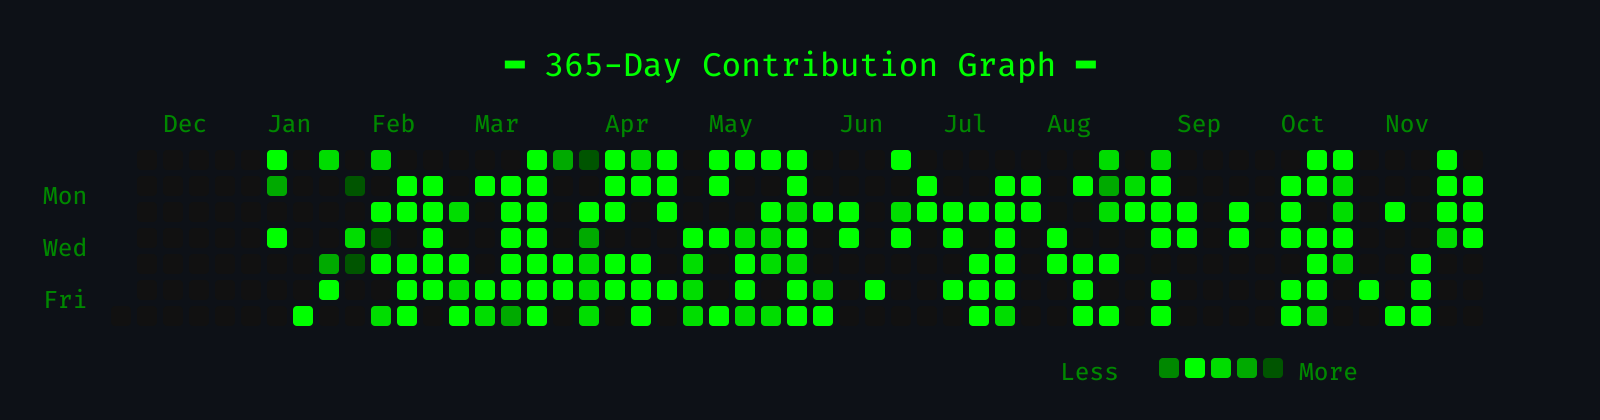 ━ 365-Day Contribution Graph ━
Dec Jan Feb Mar Apr May Jun Jul Aug Sep Oct Nov
Mon
Wed
Fri
Less More